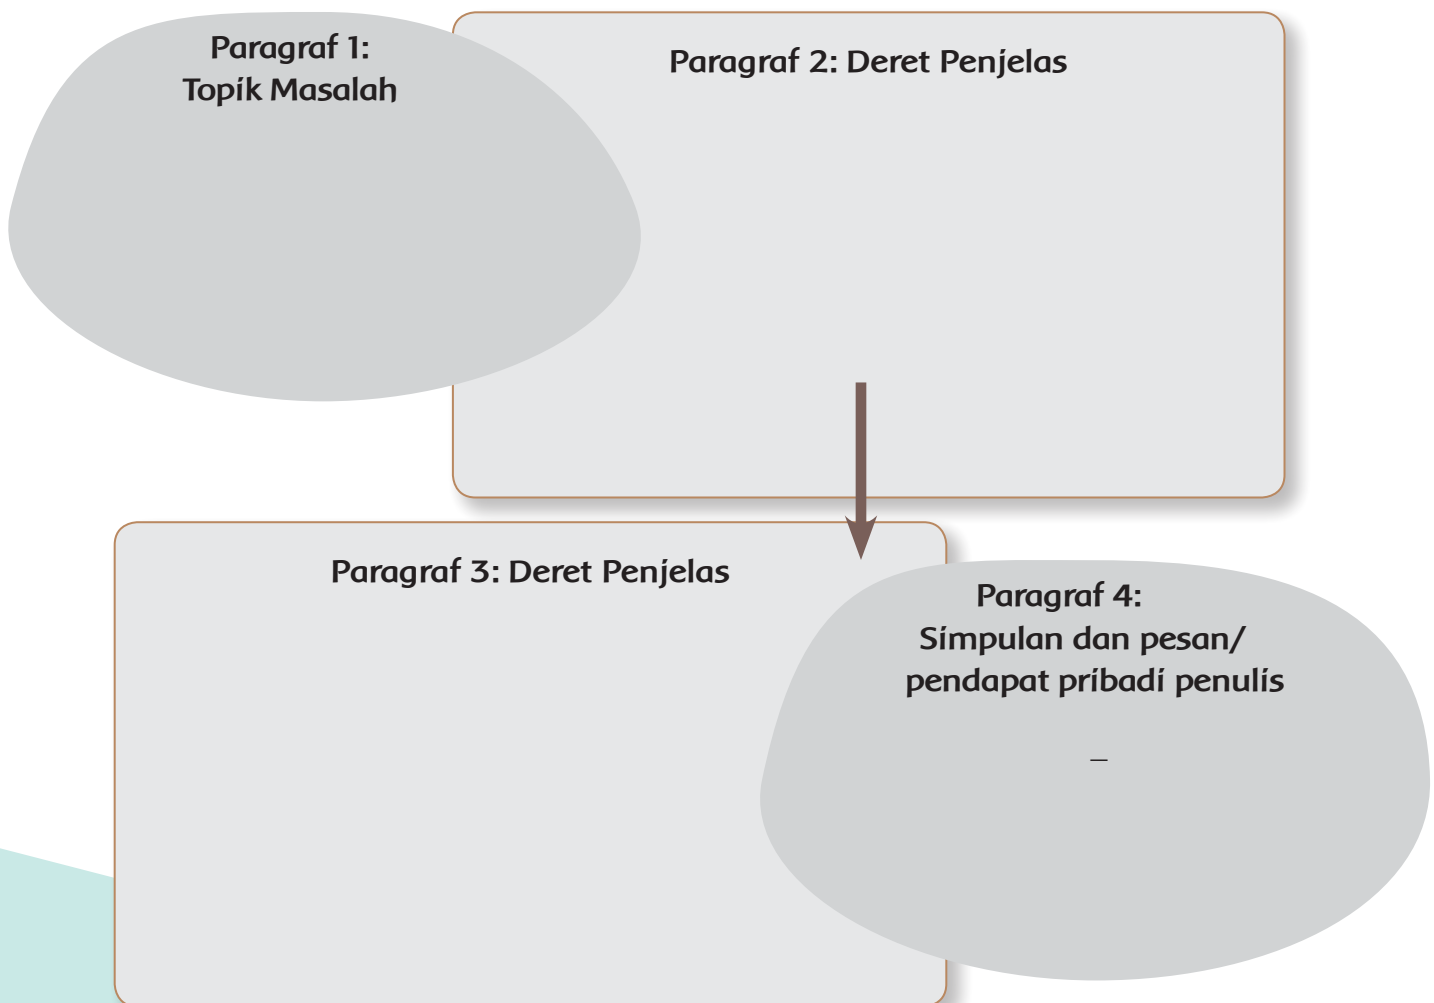 Paragraf 1:
Topik Masalah
Paragraf 2: Deret Penjelas
Paragraf 3: Deret Penjelas
Paragraf 4:
Simpulan dan pesan/
pendapat pribadi penulis
_